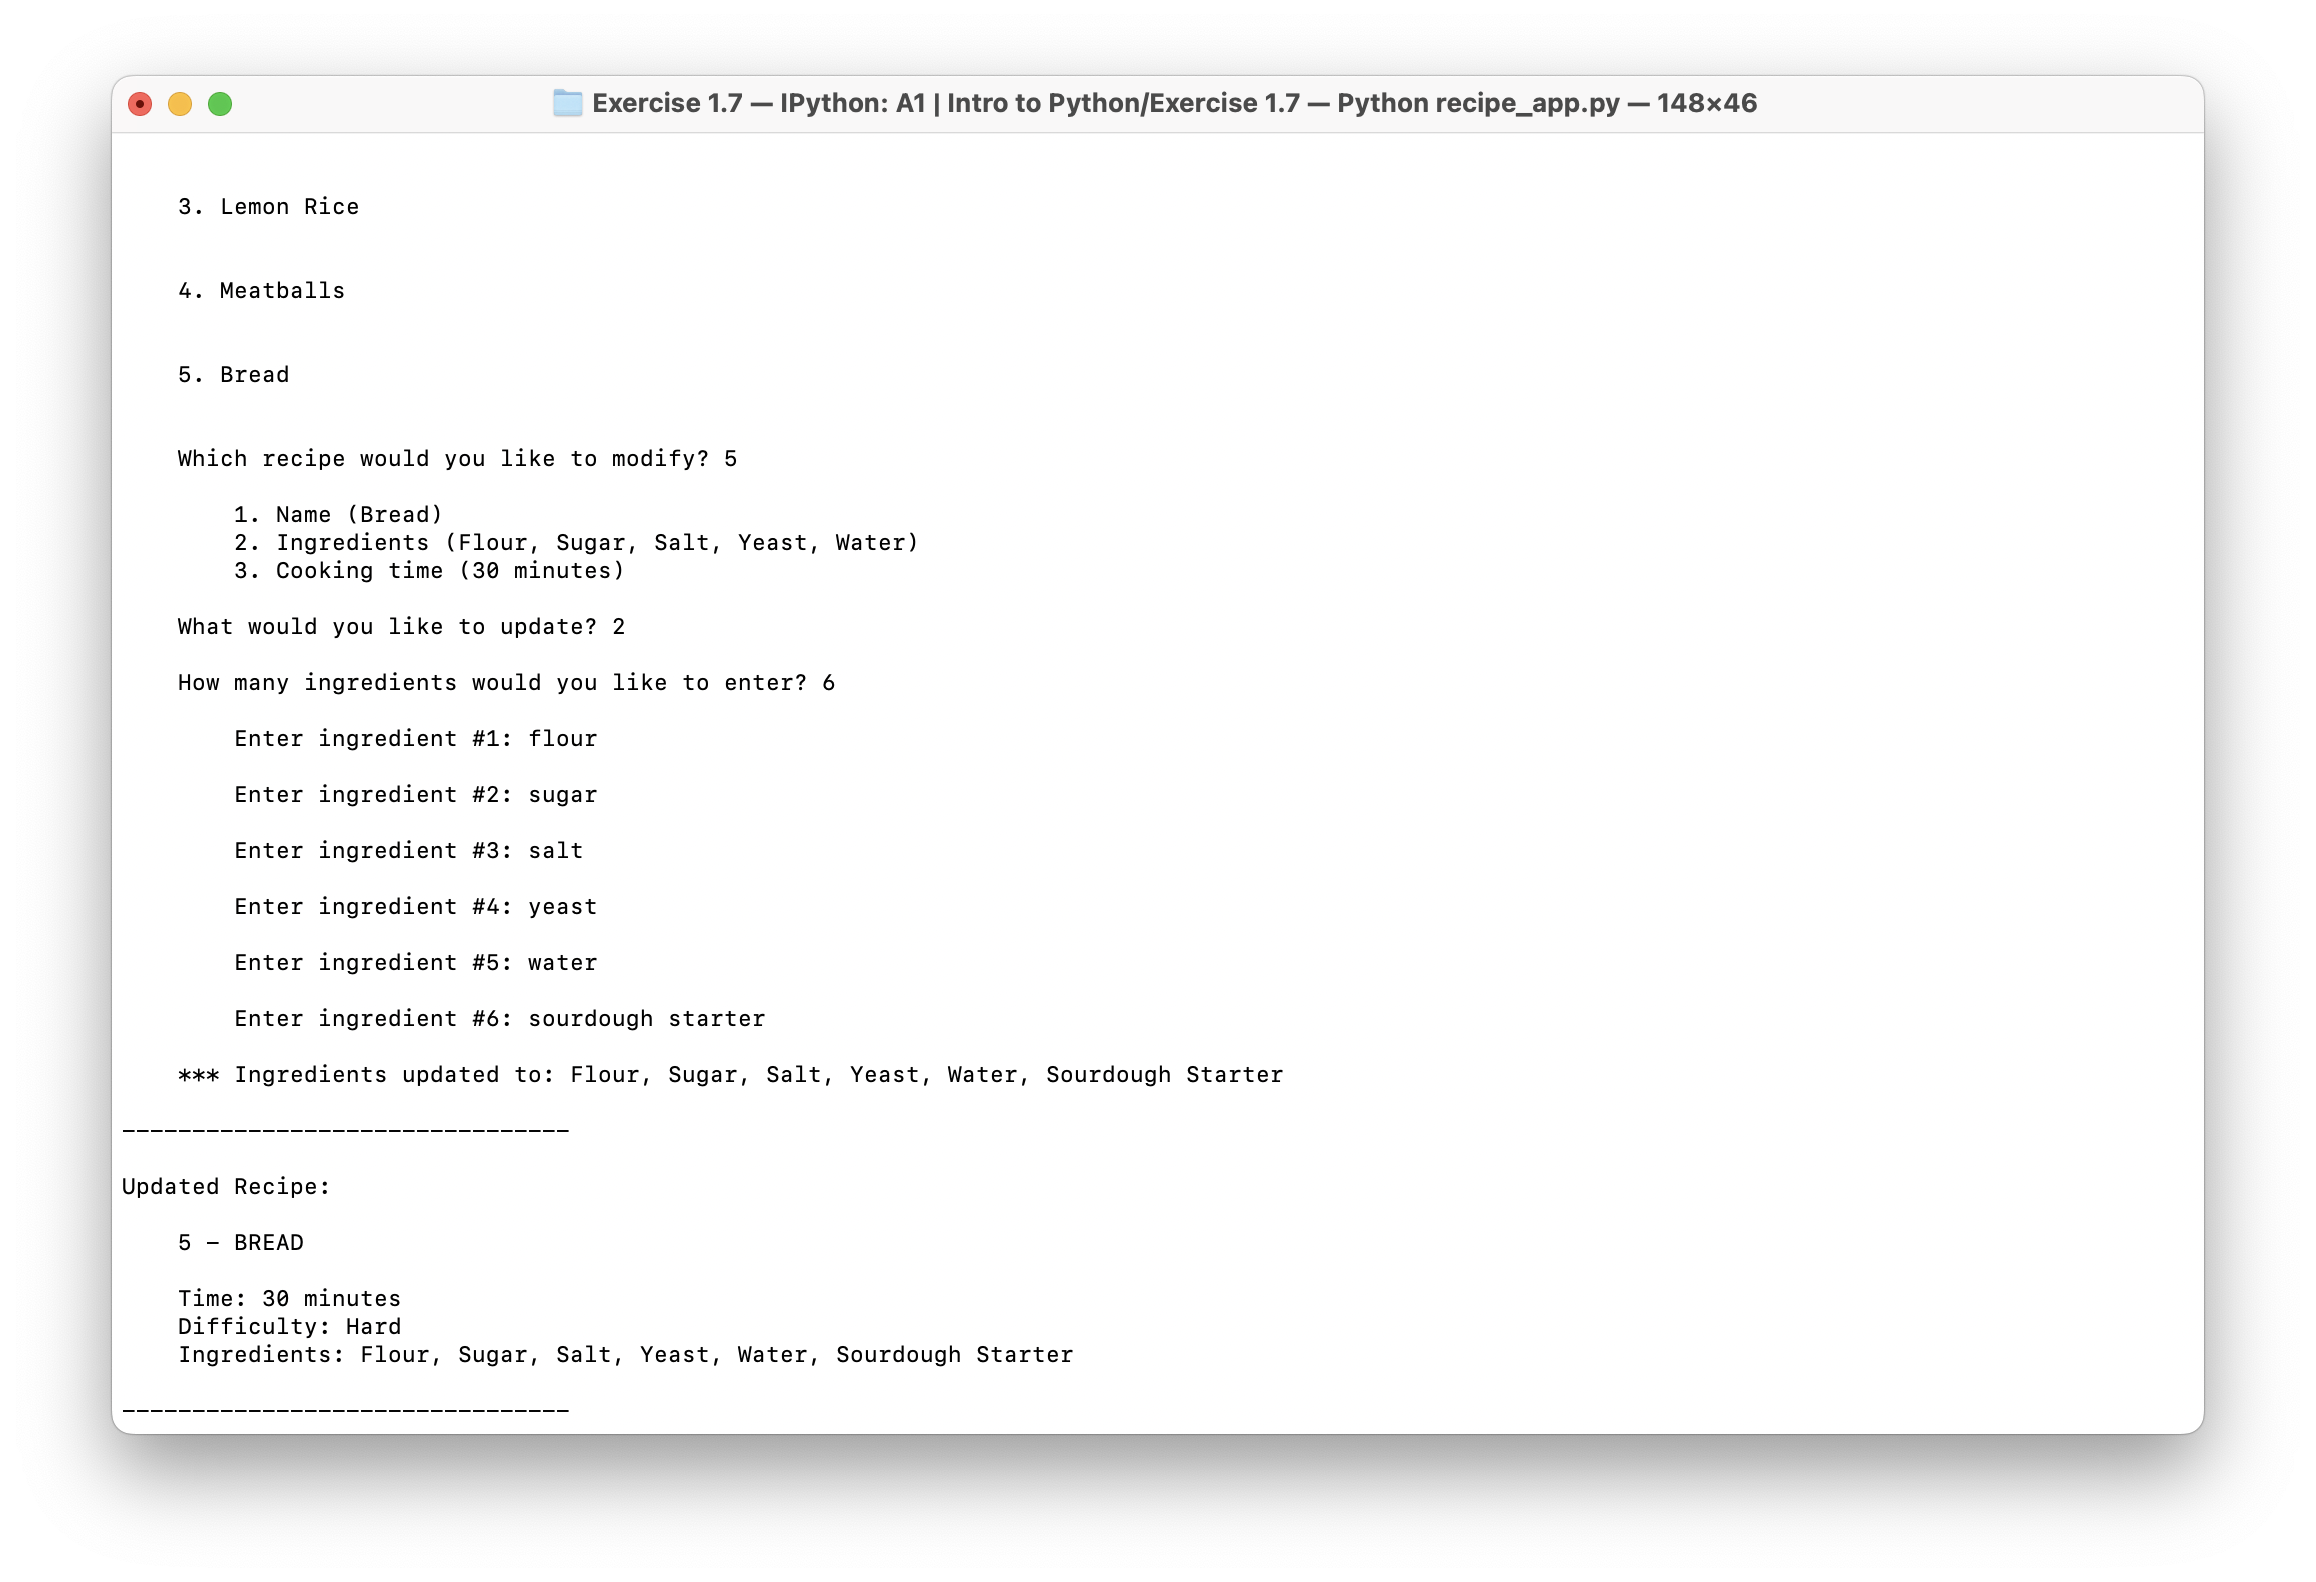 Exercise 1.7 — IPython: A1 | Intro to Python/Exercise 1.7 — Python recipe_app.py — 148×46
3. Lemon Rice
4. Meatballs
5. Bread
Which recipe would you like to modify? 5
1. Name (Bread)
2. Ingredients (Flour, Sugar, Salt, Yeast, Water)
3. Cooking time (30 minutes)
What would you like to update? 2
How many ingredients would you like to enter? 6
Enter ingredient #1: flour
Enter ingredient #2: sugar
Enter ingredient #3: salt
Enter ingredient #4: yeast
Enter ingredient #5: water
Enter ingredient #6: sourdough starter
*** Ingredients updated to: Flour, Sugar, Salt, Yeast, Water, Sourdough Starter
--------------------------------
Updated Recipe:
5 - BREAD
Time: 30 minutes
Difficulty: Hard
Ingredients: Flour, Sugar, Salt, Yeast, Water, Sourdough Starter
--------------------------------